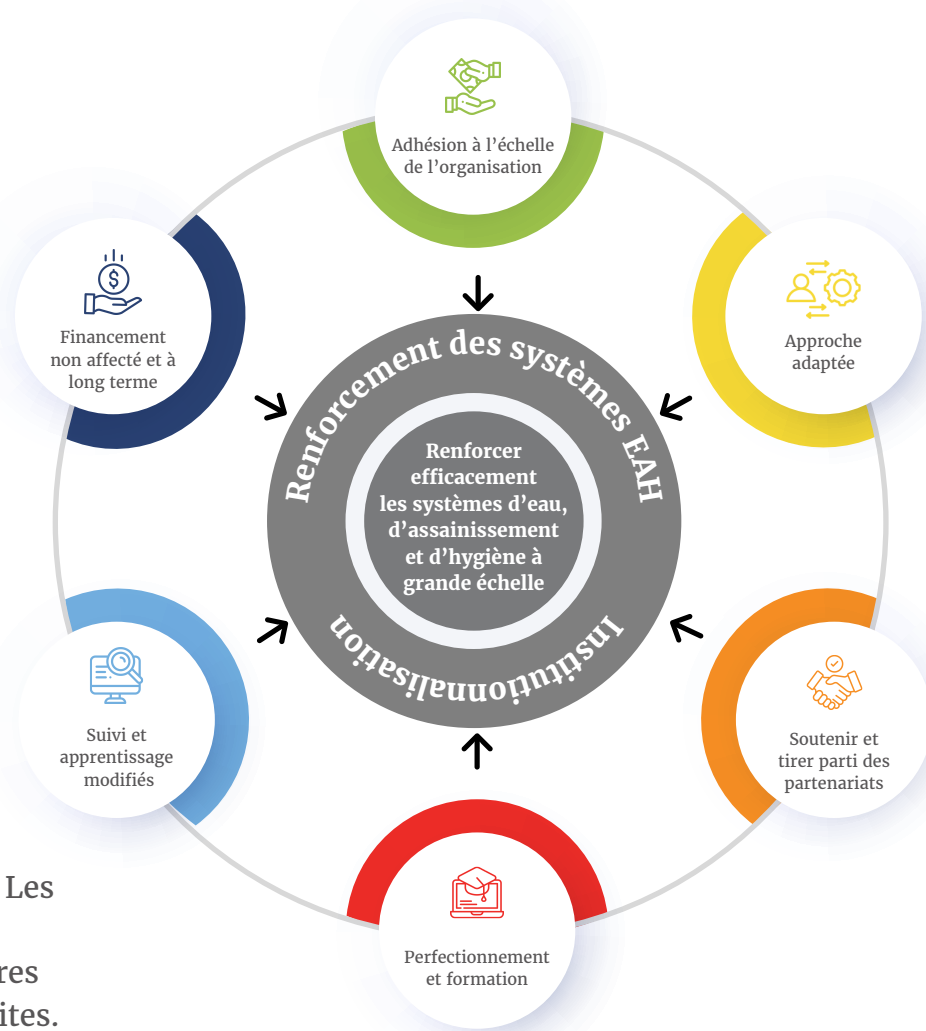 Adhésion à l’échelle
de l’organisation
Financement
non affecté et à
long terme
Approche
adaptée
Renforcement des systèmes EAH
Renforcer
efficacement
les systèmes d’eau,
d’assainissement
et d’hygiène à
grande échelle
Institutionnalisation
Suivi et
apprentissage
modifiés
Soutenir et
tirer parti des
partenariats
Perfectionnement
et formation
Les
res
ites.